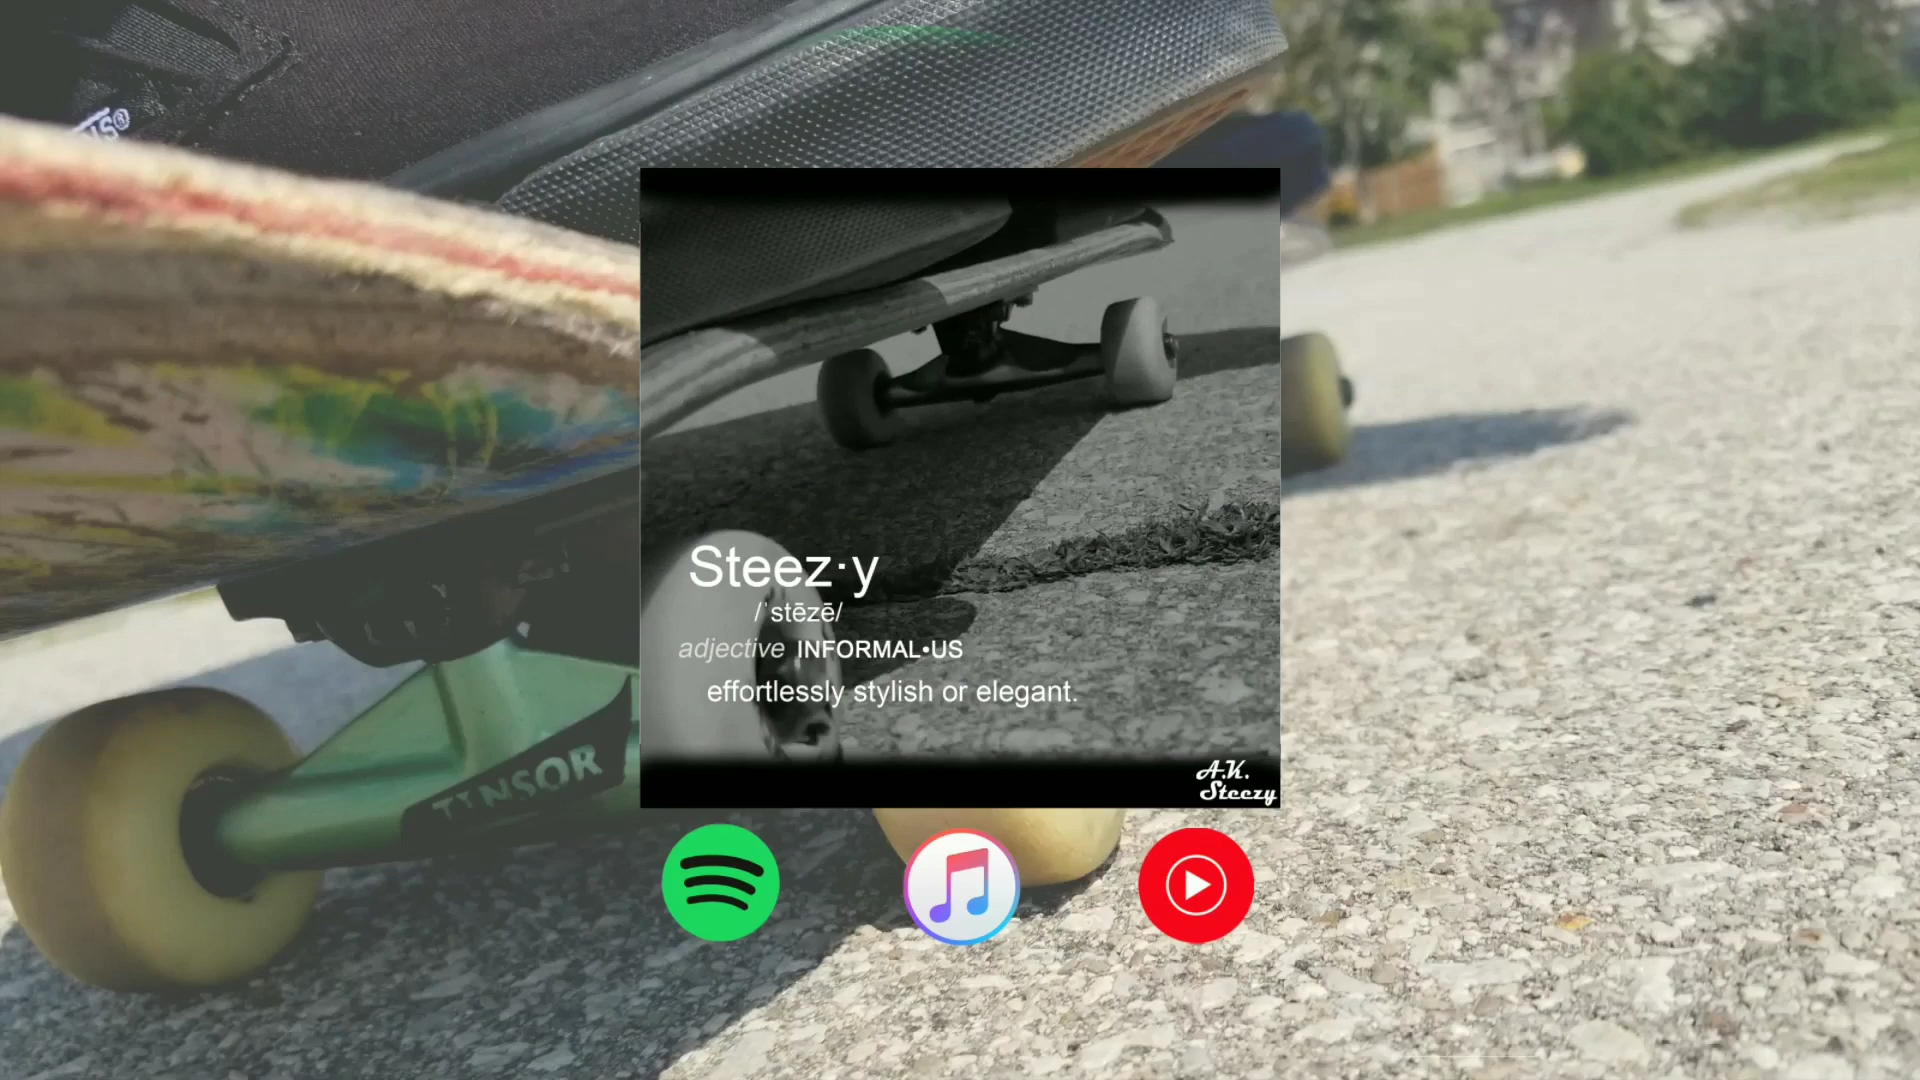 Steez·y
/ˈstēzē/
adjective INFORMAL•US
effortlessly stylish or elegant.
A.K.
Steezy
TENSOR